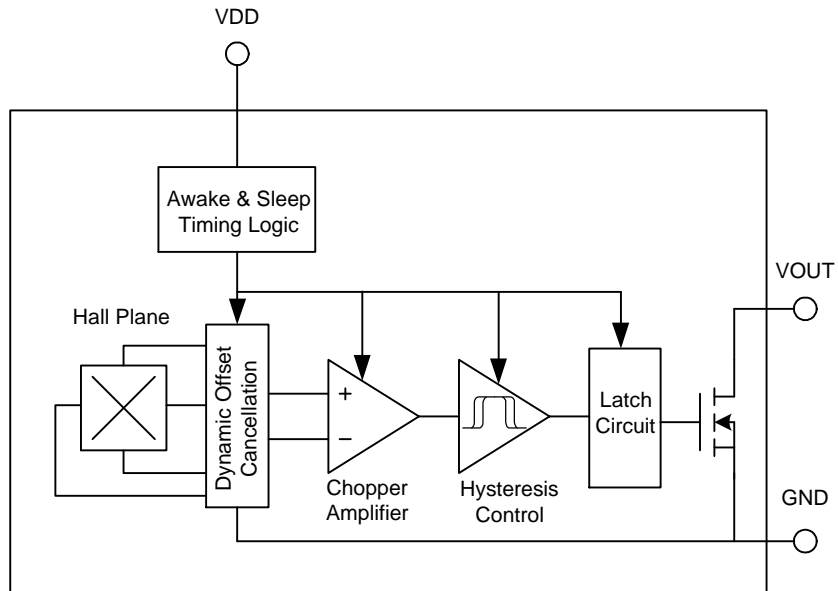 VDD
Awake & Sleep
Timing Logic
VOUT
Hall Plane
Dynamic Offset
Cancellation
+
−
Latch
Circuit
Chopper
Amplifier
Hysteresis
Control
GND